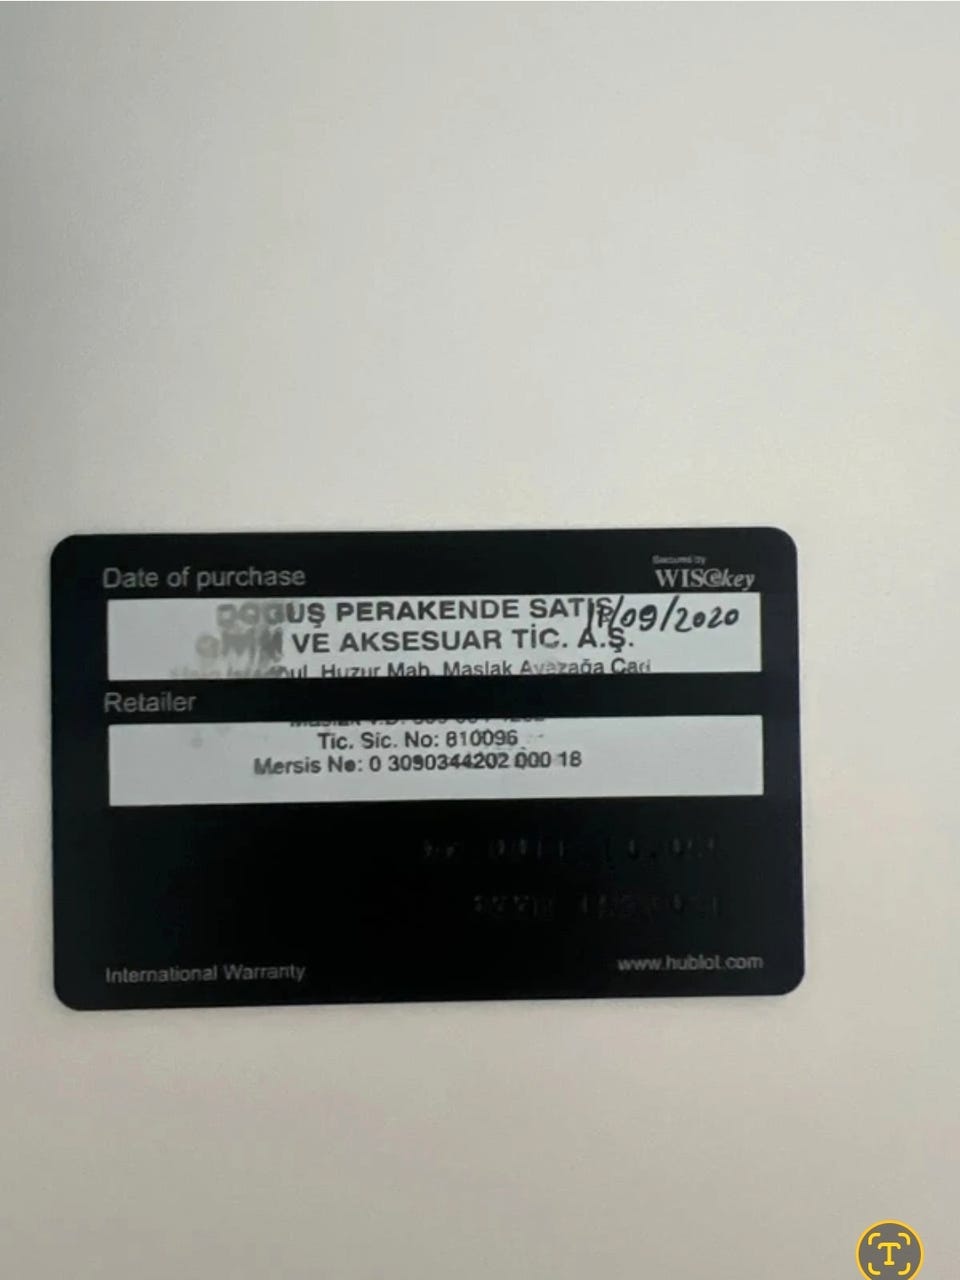 Date of purchase
Secured by
WISekey
DOĞUŞ PERAKENDE SATIŞ
/09/2020
VE AKSESUAR TİC. A.Ş.
Huzur Mah. Maslak Ayazağa Cad
Retailer
Tic. Sic. No: 810096
Mersis No: 0 3090344202 000 18
International Warranty
www.hublot.com